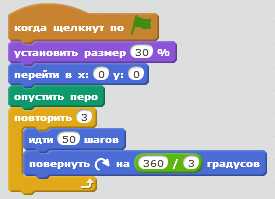 когда щелкнут по
установить размер 30 %
перейти в x: 0 y: 0
опустить перо
повторить 3
идти 50 шагов
повернуть на 360 / 3 градусов